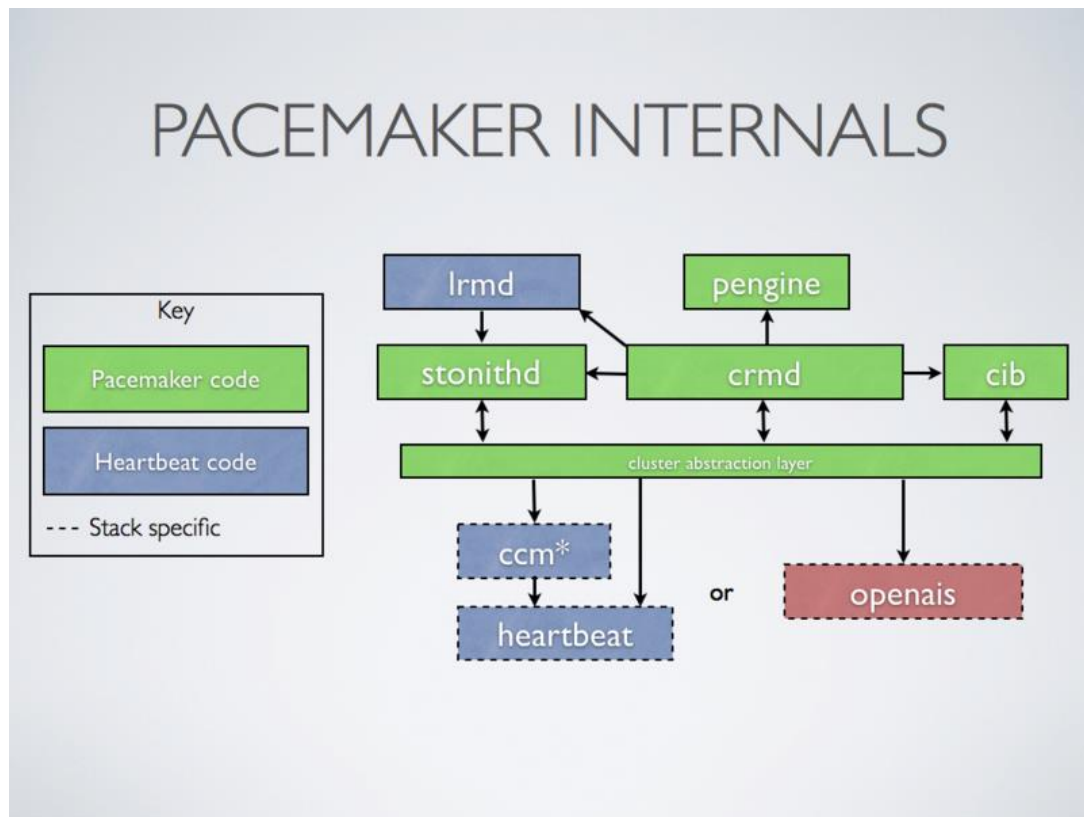 PACEMAKER INTERNALS
Key
Pacemaker code
Heartbeat code
--- Stack specific
lrmd
pengine
stonithd
crmd
cib
cluster abstraction layer
ccm*
or
openais
heartbeat